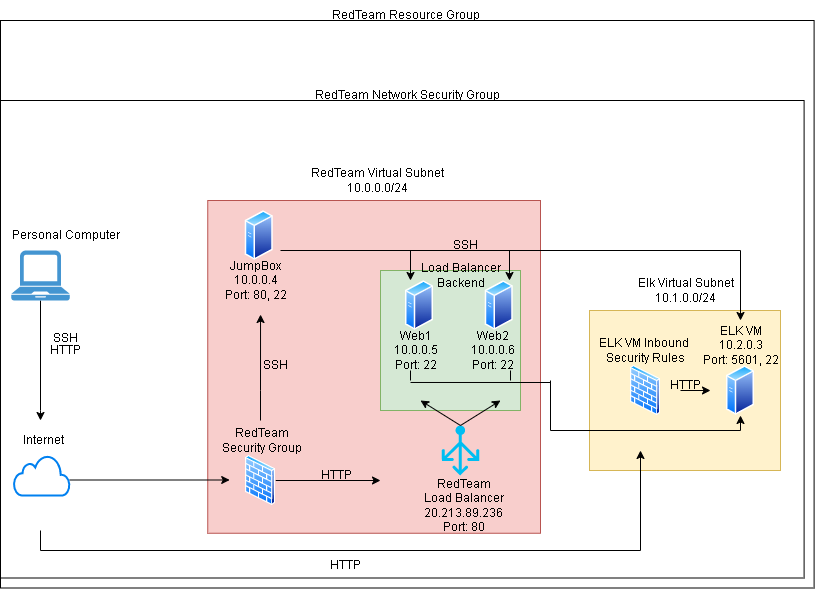 RedTeam Resource Group
RedTeam Network Security Group
RedTeam Virtual Subnet
10.0.0.0/24
Personal Computer
SSH
HTTP
Internet
JumpBox
10.0.0.4
Port: 80, 22
SSH
RedTeam
Security Group
HTTP
SSH
Load Balancer
Backend
Web1
10.0.0.5
Port: 22
Web2
10.0.0.6
Port: 22
RedTeam
Load Balancer
20.213.89.236
Port: 80
Elk Virtual Subnet
10.1.0.0/24
ELK VM Inbound
Security Rules
HTTP
ELK VM
10.2.0.3
Port: 5601, 22
HTTP